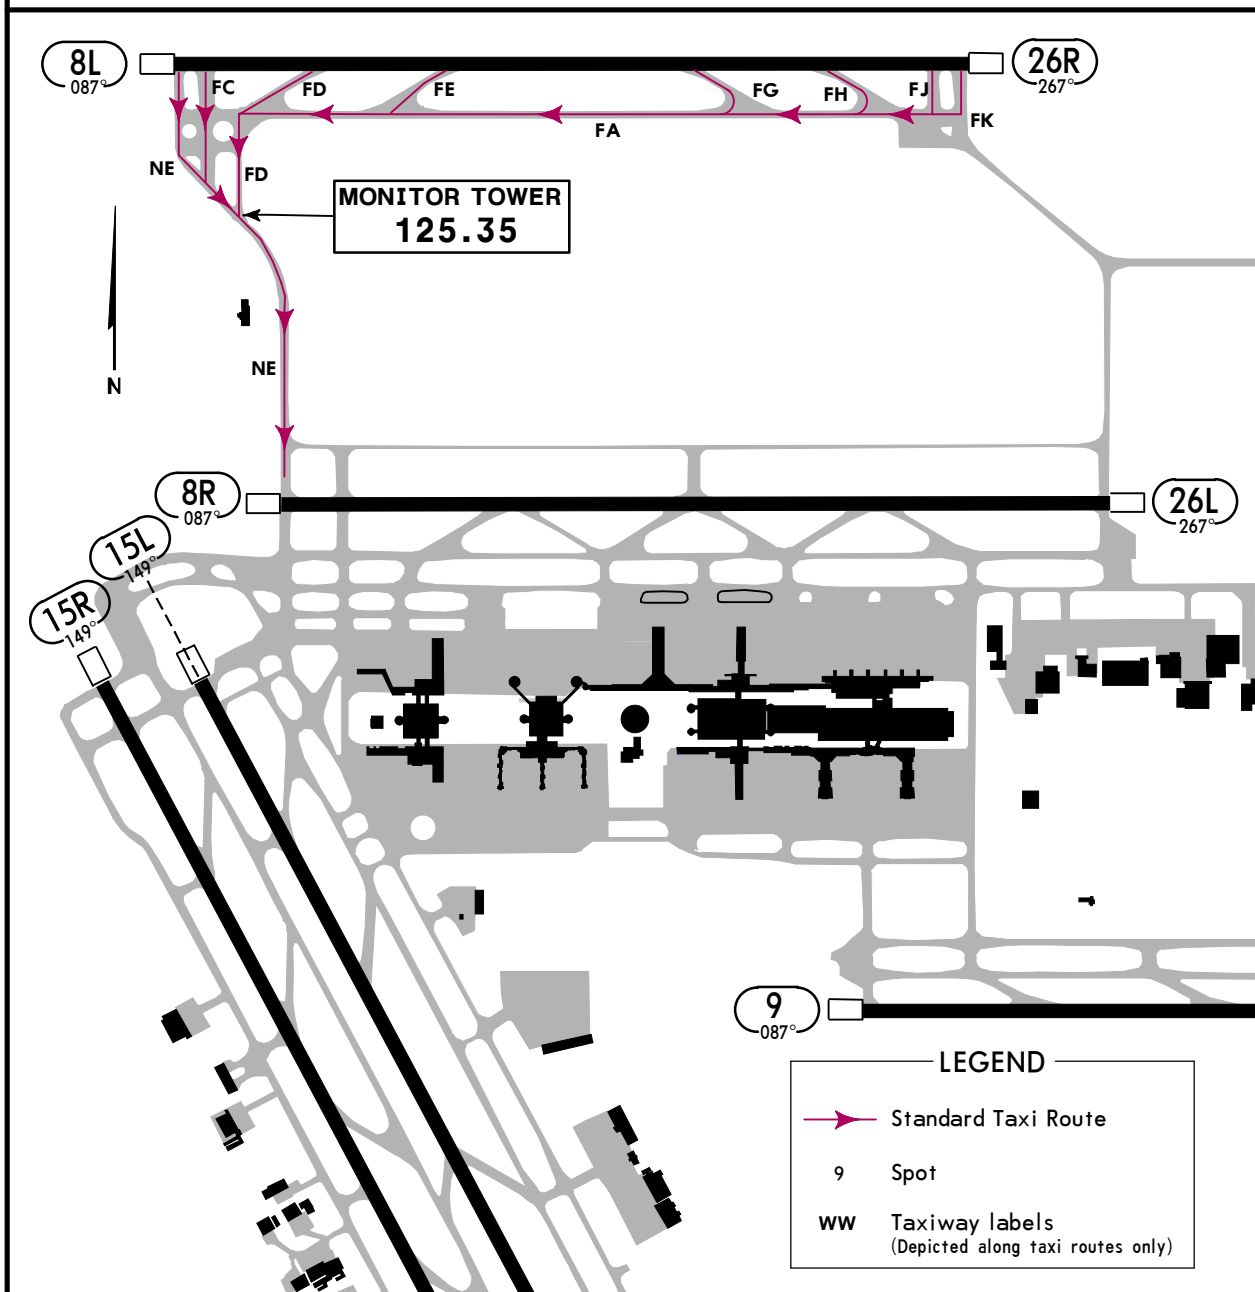 8L
087°
26R
267°
FC
FD
FE
FG
FH
FJ
FK
FA
NE
FD
MONITOR TOWER
125.35
N
NE
8R
087°
26L
267°
15L
149°
15R
149°
9
087°
LEGEND
Standard Taxi Route
9 Spot
WW Taxiway labels
(Depicted along taxi routes only)